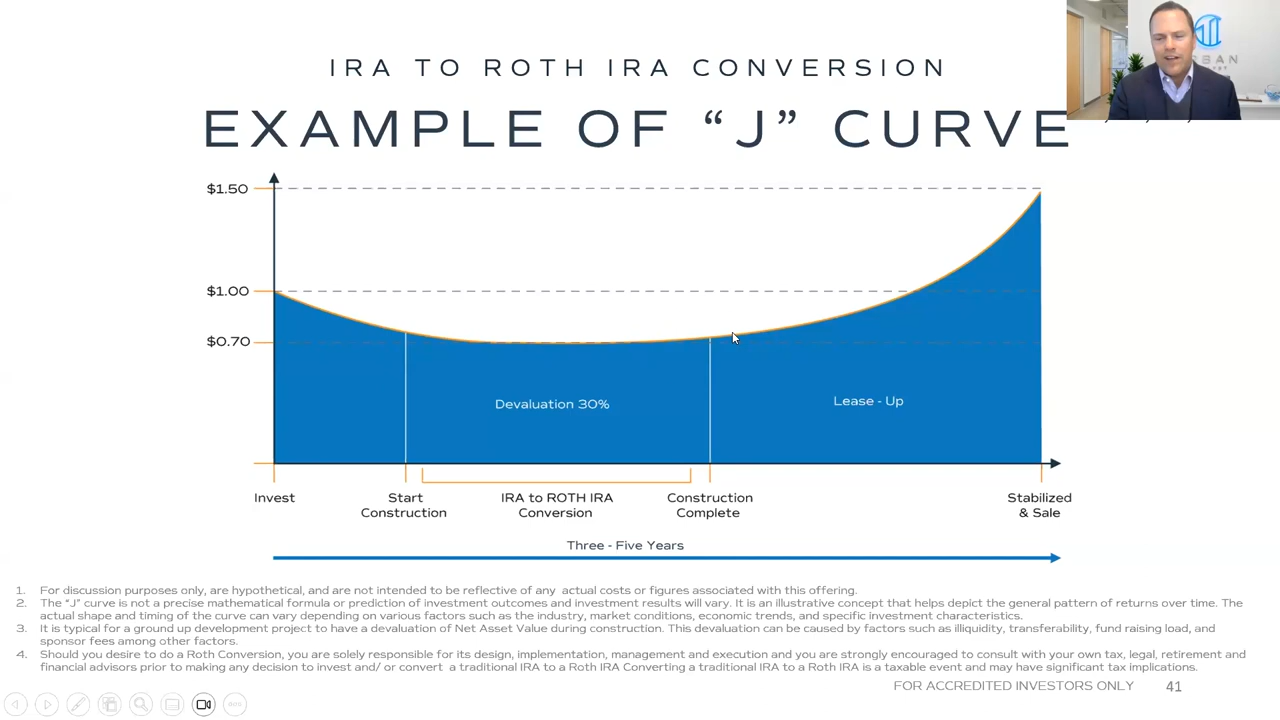 IRA TO ROTH IRA CONVERSION
EXAMPLE OF “J” CURVE
$1.50
$1.00
$0.70
Devaluation 30%
Lease - Up
Invest
Start
Construction
IRA to ROTH IRA
Conversion
Construction
Complete
Stabilized
& Sale
Three - Five Years
1. For discussion purposes only, are hypothetical, and are not intended to be reflective of any actual costs or figures associated with this offering.
2. The “J” curve is not a precise mathematical formula or prediction of investment outcomes and investment results will vary. It is an illustrative concept that helps depict the general pattern of returns over time. The
actual shape and timing of the curve can vary depending on various factors such as the industry, market conditions, economic trends, and specific investment characteristics.
3. It is typical for a ground up development project to have a devaluation of Net Asset Value during construction. This devaluation can be caused by factors such as illiquidity, transferability, fund raising load, and
sponsor fees among other factors.
4. Should you desire to do a Roth Conversion, you are solely responsible for its design, implementation, management and execution and you are strongly encouraged to consult with your own tax, legal, retirement and
financial advisors prior to making any decision to invest and/ or convert a traditional IRA to a Roth IRA Converting a traditional IRA to a Roth IRA is a taxable event and may have significant tax implications.
FOR ACCREDITED INVESTORS ONLY 41